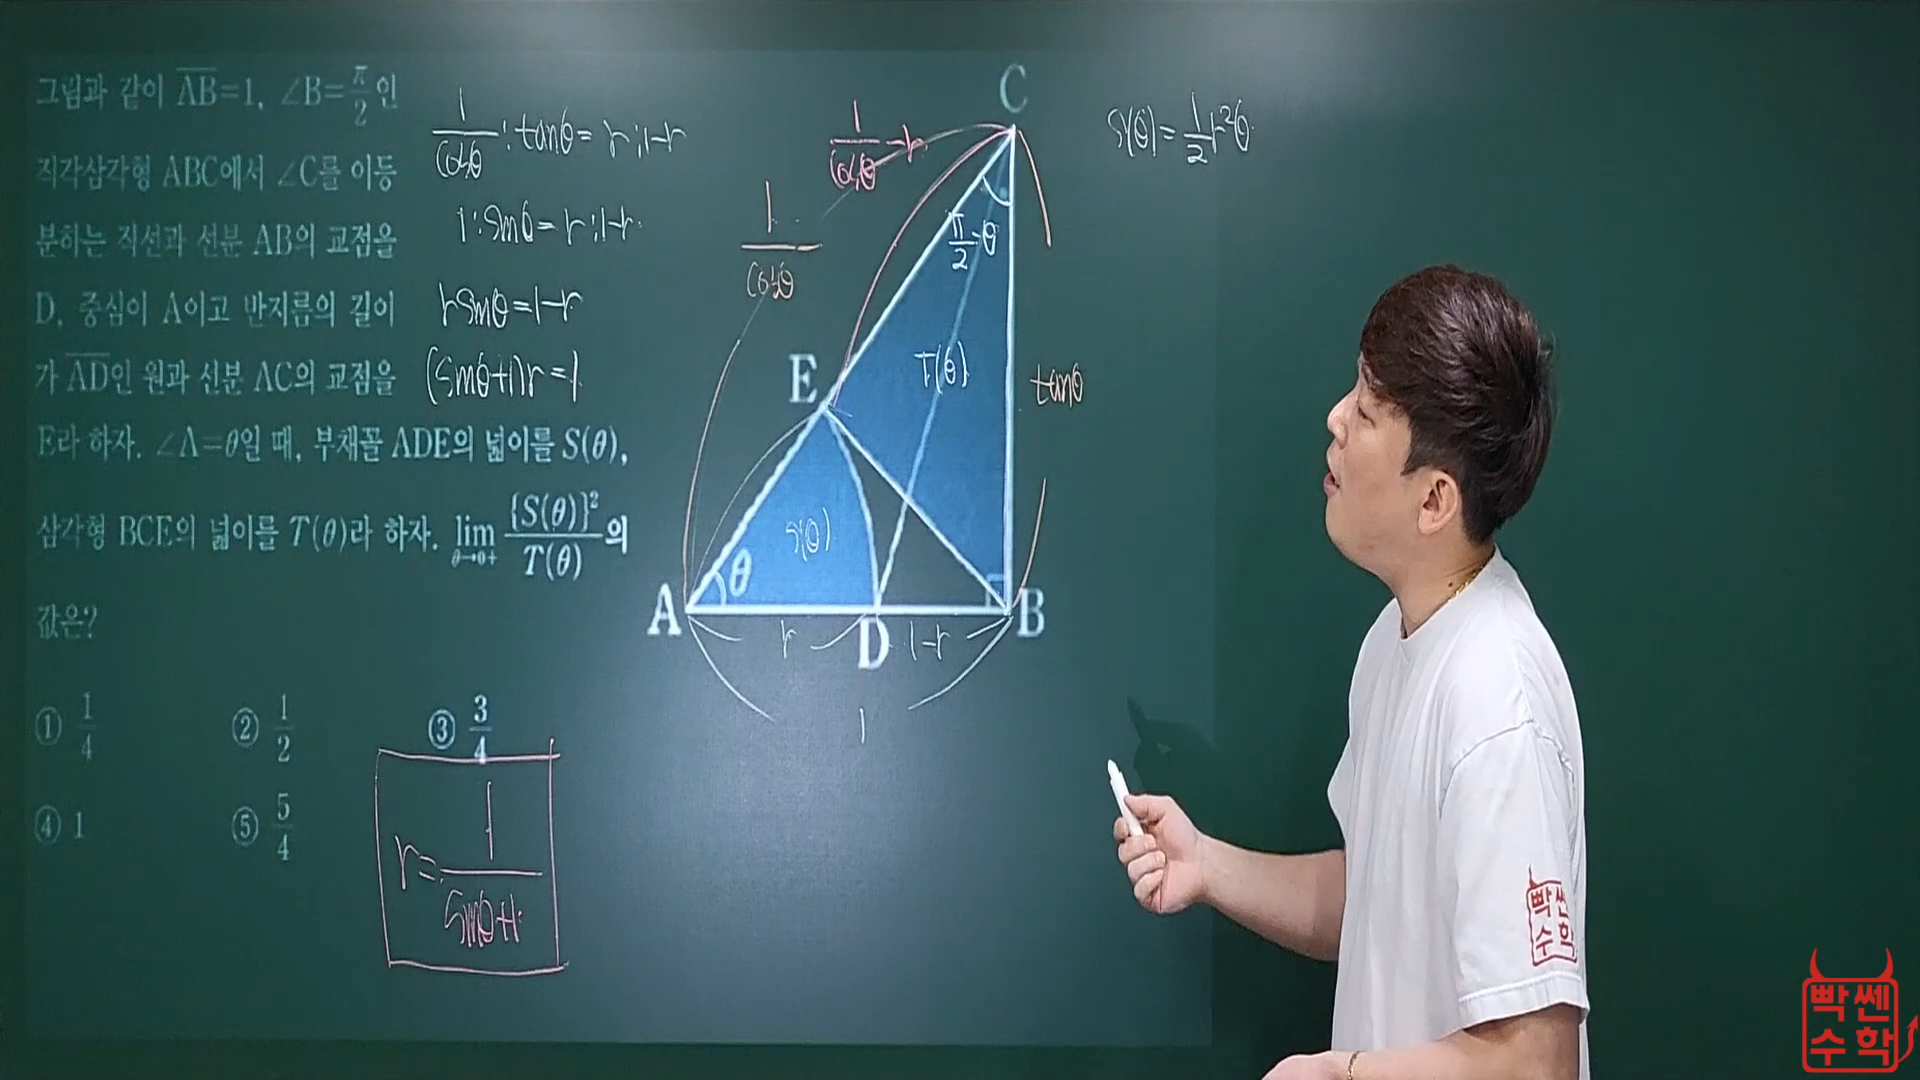 그림과 같이 AB=1, ∠B=π/2인
직각삼각형 ABC에서 ∠C를 이등
분하는 직선과 선분 AB의 교점을
D, 중심이 A이고 반지름의 길이
가 AD인 원과 선분 AC의 교점을
E라 하자. ∠A=θ일 때, 부채꼴 ADE의 넓이를 S(θ),
삼각형 BCE의 넓이를 T(θ)라 하자. lim θ→0+ {S(θ)}²/T(θ)의
값은?
① 1/4
② 1/2
③ 3/4
④ 1
⑤ 5/4
1/cosθ : tanθ = r : 1-r
1 : sinθ = r : 1-r
rsinθ = 1-r
(sinθ+1)r = 1
r = 1/sinθ+1
C
1/cosθ - r
1/cosθ
π/2 - θ
E
T(θ)
tanθ
S(θ)
θ
A
r
D
1-r
B
1
S(θ) = 1/2 r²θ
빡쎈
수학
빡쎈
수학